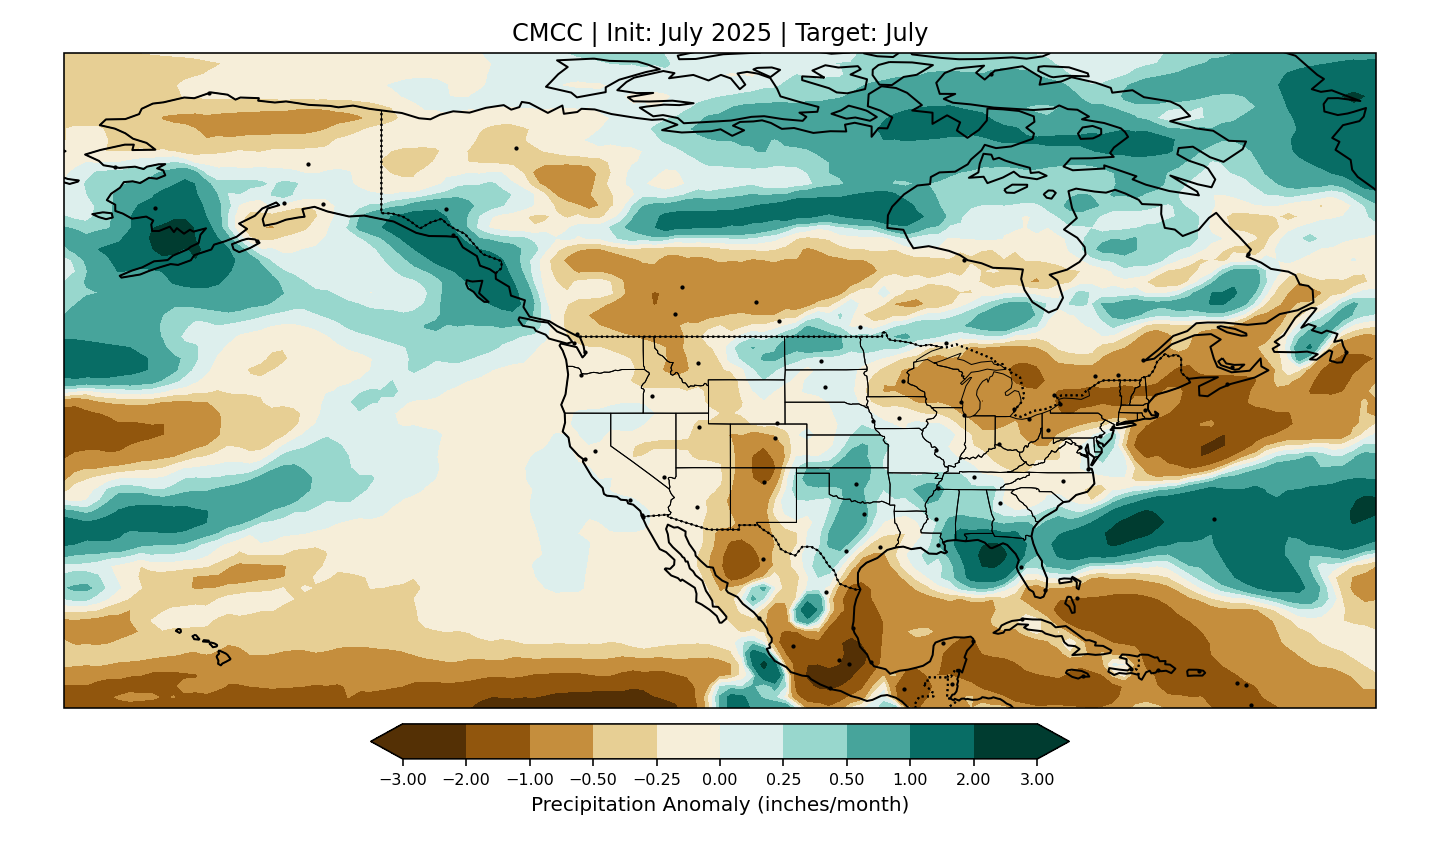 CMCC | Init: July 2025 | Target: July
−3.00 −2.00 −1.00 −0.50 −0.25 0.00 0.25 0.50 1.00 2.00 3.00
Precipitation Anomaly (inches/month)